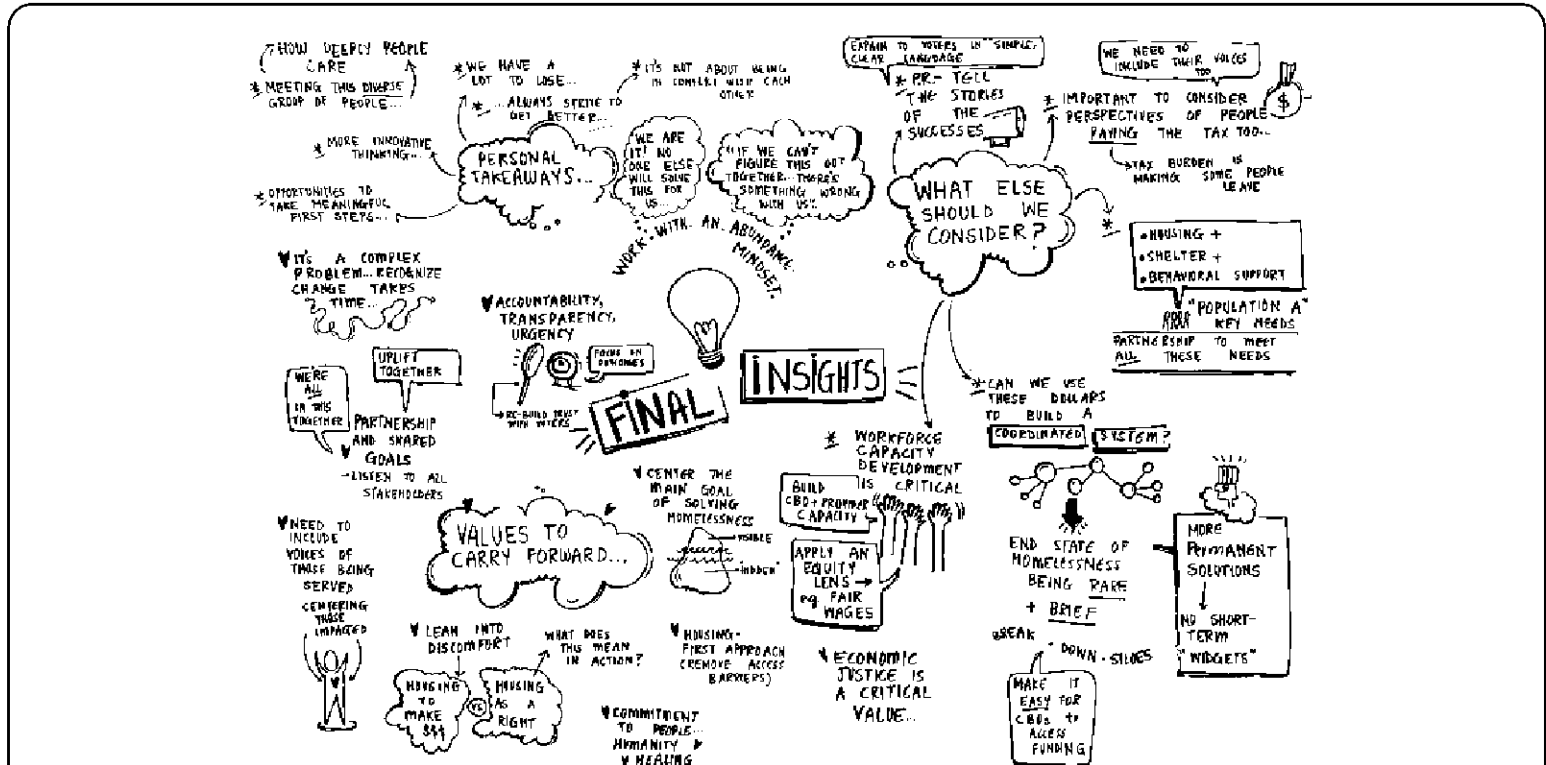 HOW DEEPLY PEOPLE
CARE
* MEETING THIS DIVERSE
GROUP OF PEOPLE...
* WE HAVE A
LOT TO LOSE...
* ...ALWAYS STRIVE TO
GET BETTER...
* IT'S NOT ABOUT BEING
IN CONFLICT WITH EACH
OTHER
* MORE INNOVATIVE
THINKING...
* OPPORTUNITIES TO
TAKE MEANINGFUL
FIRST STEPS...
PERSONAL
TAKEAWAYS...
WE ARE
IT! NO
ONE ELSE
WILL SOLVE
THIS FOR
US...
"IF WE CAN'T
FIGURE THIS OUT
TOGETHER... THERE'S
SOMETHING WRONG
WITH US".
WORK WITH AN ABUNDANCE
MINDSET.
EXPAIN TO VOTERS IN SIMPLE,
CLEAR LANGUAGE
* PR- TELL
THE STORIES
OF THE
SUCCESSES
WE NEED TO
INCLUDE THEIR VOICES
TOO
* IMPORTANT TO CONSIDER
PERSPECTIVES OF PEOPLE
PAYING THE TAX TOO...
$
TAX BURDEN IS
MAKING SOME PEOPLE
LEAVE
WHAT ELSE
SHOULD WE
CONSIDER?
*
• HOUSING +
• SHELTER +
• BEHAVIORAL SUPPORT
"POPULATION A"
KEY NEEDS
PARTNERSHIP TO MEET
ALL THESE NEEDS
* CAN WE USE
THESE DOLLARS
TO BUILD A
COORDINATED SYSTEM?
END STATE OF
HOMELESSNESS
BEING RARE
+ BRIEF
BREAK
DOWN SILOES
MAKE IT
EASY FOR
CBOs to
ACCESS
FUNDING
MORE
PERMANENT
SOLUTIONS
NO SHORT-
TERM
"WIDGETS"
* WORKFORCE
CAPACITY
DEVELOPMENT
IS CRITICAL
BUILD
CBO + PROVIDER
CAPACITY
APPLY AN
EQUITY
LENS
eg. FAIR
WAGES
FINAL
INSIGHTS
IT'S A COMPLEX
PROBLEM... RECOGNIZE
CHANGE TAKES
TIME...
ACCOUNTABILITY,
TRANSPARENCY,
URGENCY
FOCUS ON
OUTCOMES
RE-BUILD TRUST
WITH VOTERS
WE'RE
ALL
IN THIS
TOGETHER
UPLIFT
TOGETHER
PARTNERSHIP
AND SHARED
GOALS
- LISTEN TO ALL
STAKEHOLDERS
VALUES TO
CARRY FORWARD...
CENTER THE
MAIN GOAL
OF SOLVING
HOMELESSNESS
VISIBLE
"HIDDEN"
NEED TO
INCLUDE
VOICES OF
THOSE BEING
SERVED
CENTERING
THOSE
IMPACTED
LEAN INTO
DISCOMFORT
WHAT DOES
THIS MEAN
IN ACTION?
HOUSING
TO
MAKE
$$$
VS
HOUSING
AS A
RIGHT
HOUSING-
FIRST APPROACH
(REMOVE ACCESS
BARRIERS)
ECONOMIC
JUSTICE IS
A CRITICAL
VALUE...
COMMITMENT
TO PEOPLE...
HUMANITY
HEALING